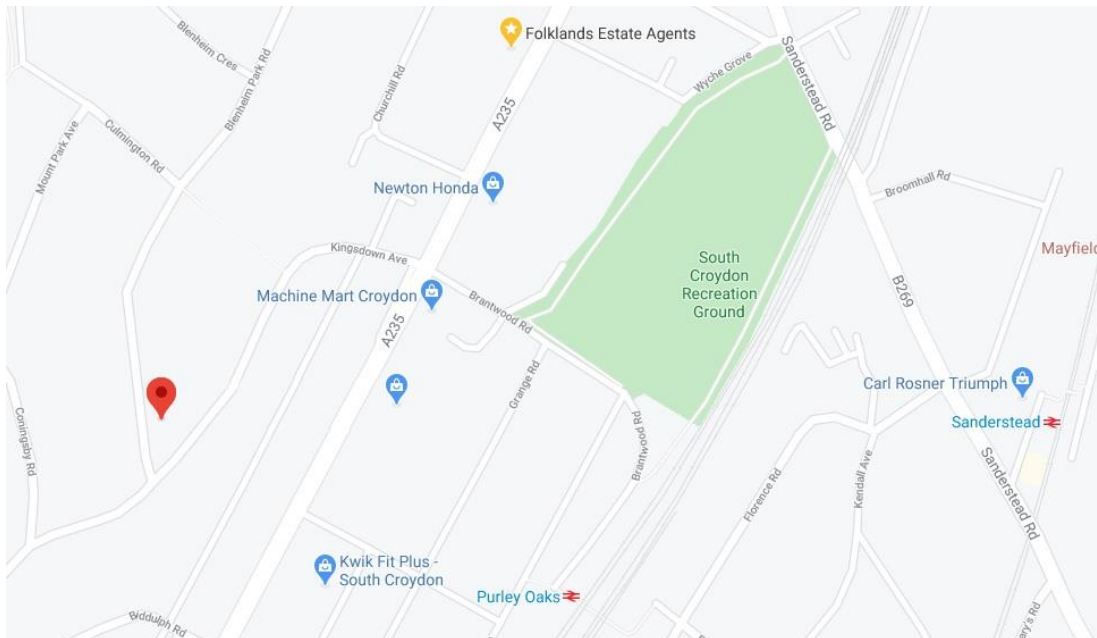 Folklands Estate Agents
Blenheim Cres
Blenheim Park Rd
Churchill Rd
A235
Wyche Grove
Sanderstead Rd
Mount Park Ave
Culmington Rd
Newton Honda
Broomhall Rd
Kingsdown Ave
South
Croydon
Recreation
Ground
Mayfield
Machine Mart Croydon
Brantwood Rd
B269
A235
Grange Rd
Carl Rosner Triumph
Coningsby Rd
Brantwood Rd
Sanderstead
Florence Rd
Kendall Ave
Sanderstead Rd
Kwik Fit Plus -
South Croydon
Purley Oaks
Biddulph Rd
ry's Rd